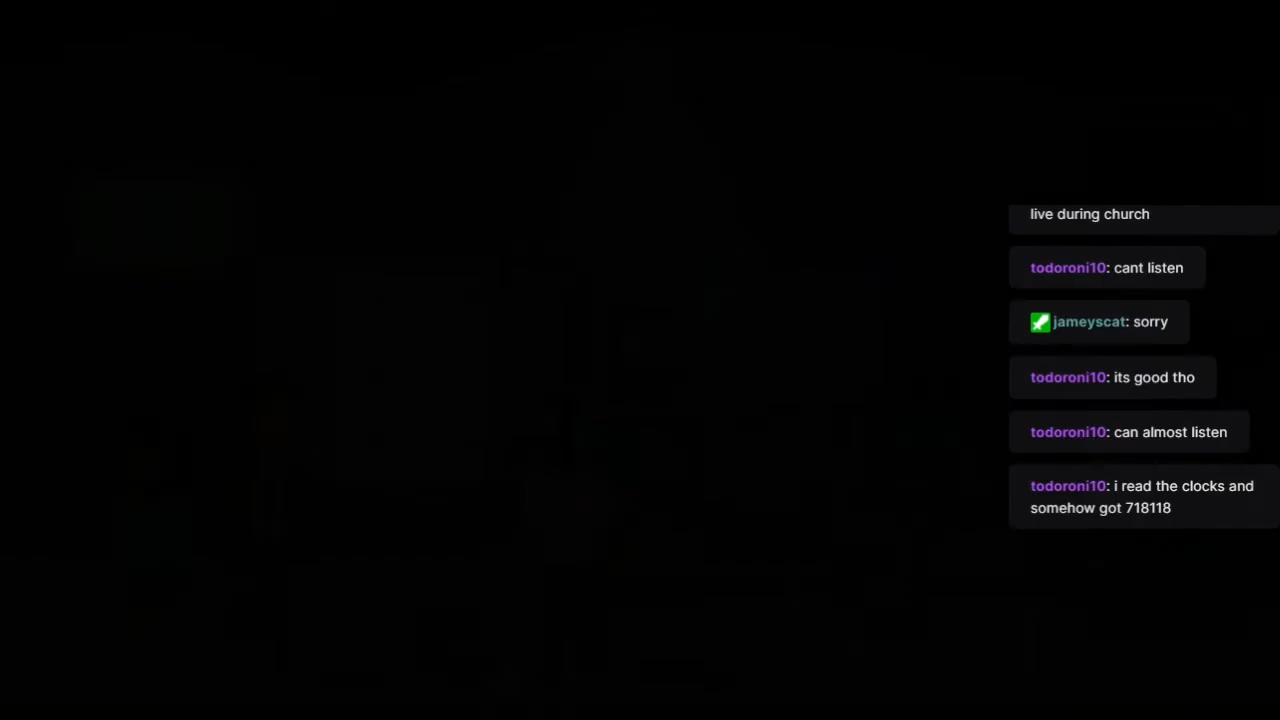 live during church
todoroni10: cant listen
jameyscat: sorry
todoroni10: its good tho
todoroni10: can almost listen
todoroni10: i read the clocks and
somehow got 718118